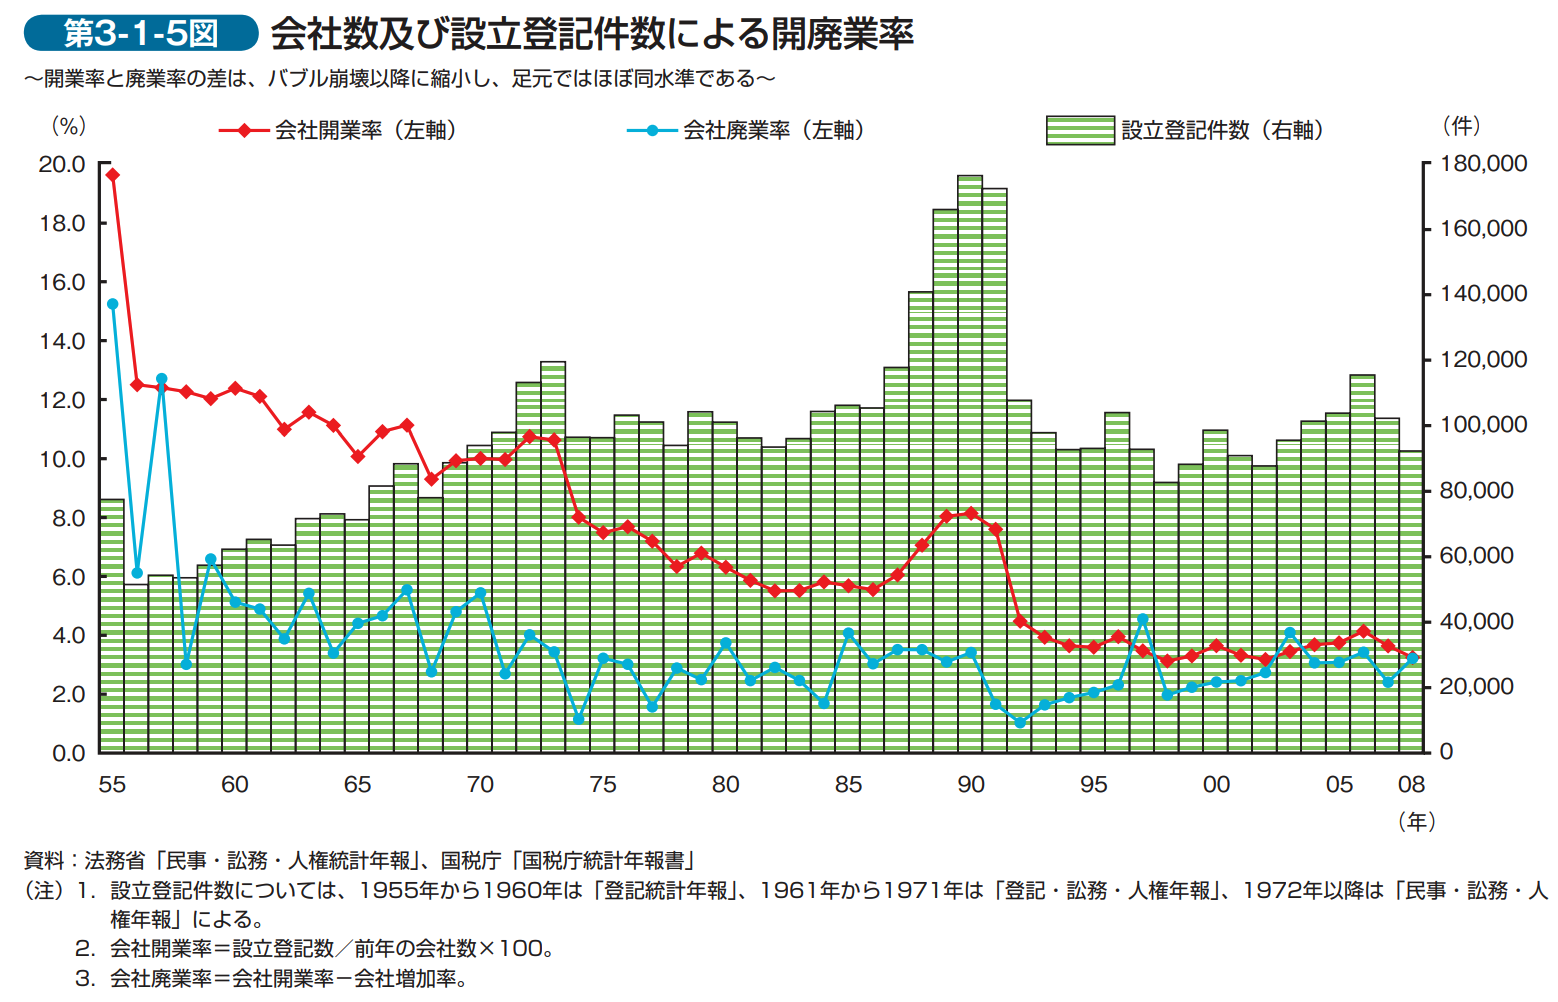 第3-1-5図 会社数及び設立登記件数による開廃業率
～開業率と廃業率の差は、バブル崩壊以降に縮小し、足元ではほぼ同水準である～
（%）
会社開業率（左軸）
会社廃業率（左軸）
設立登記件数（右軸）
（件）
20.0
18.0
16.0
14.0
12.0
10.0
8.0
6.0
4.0
2.0
0.0
180,000
160,000
140,000
120,000
100,000
80,000
60,000
40,000
20,000
0
55 60 65 70 75 80 85 90 95 00 05 08
（年）
資料：法務省「民事・訟務・人権統計年報」、国税庁「国税庁統計年報書」
（注）1. 設立登記件数については、1955年から1960年は「登記統計年報」、1961年から1971年は「登記・訟務・人権年報」、1972年以降は「民事・訟務・人
権年報」による。
2. 会社開業率＝設立登記数／前年の会社数×100。
3. 会社廃業率＝会社開業率－会社増加率。